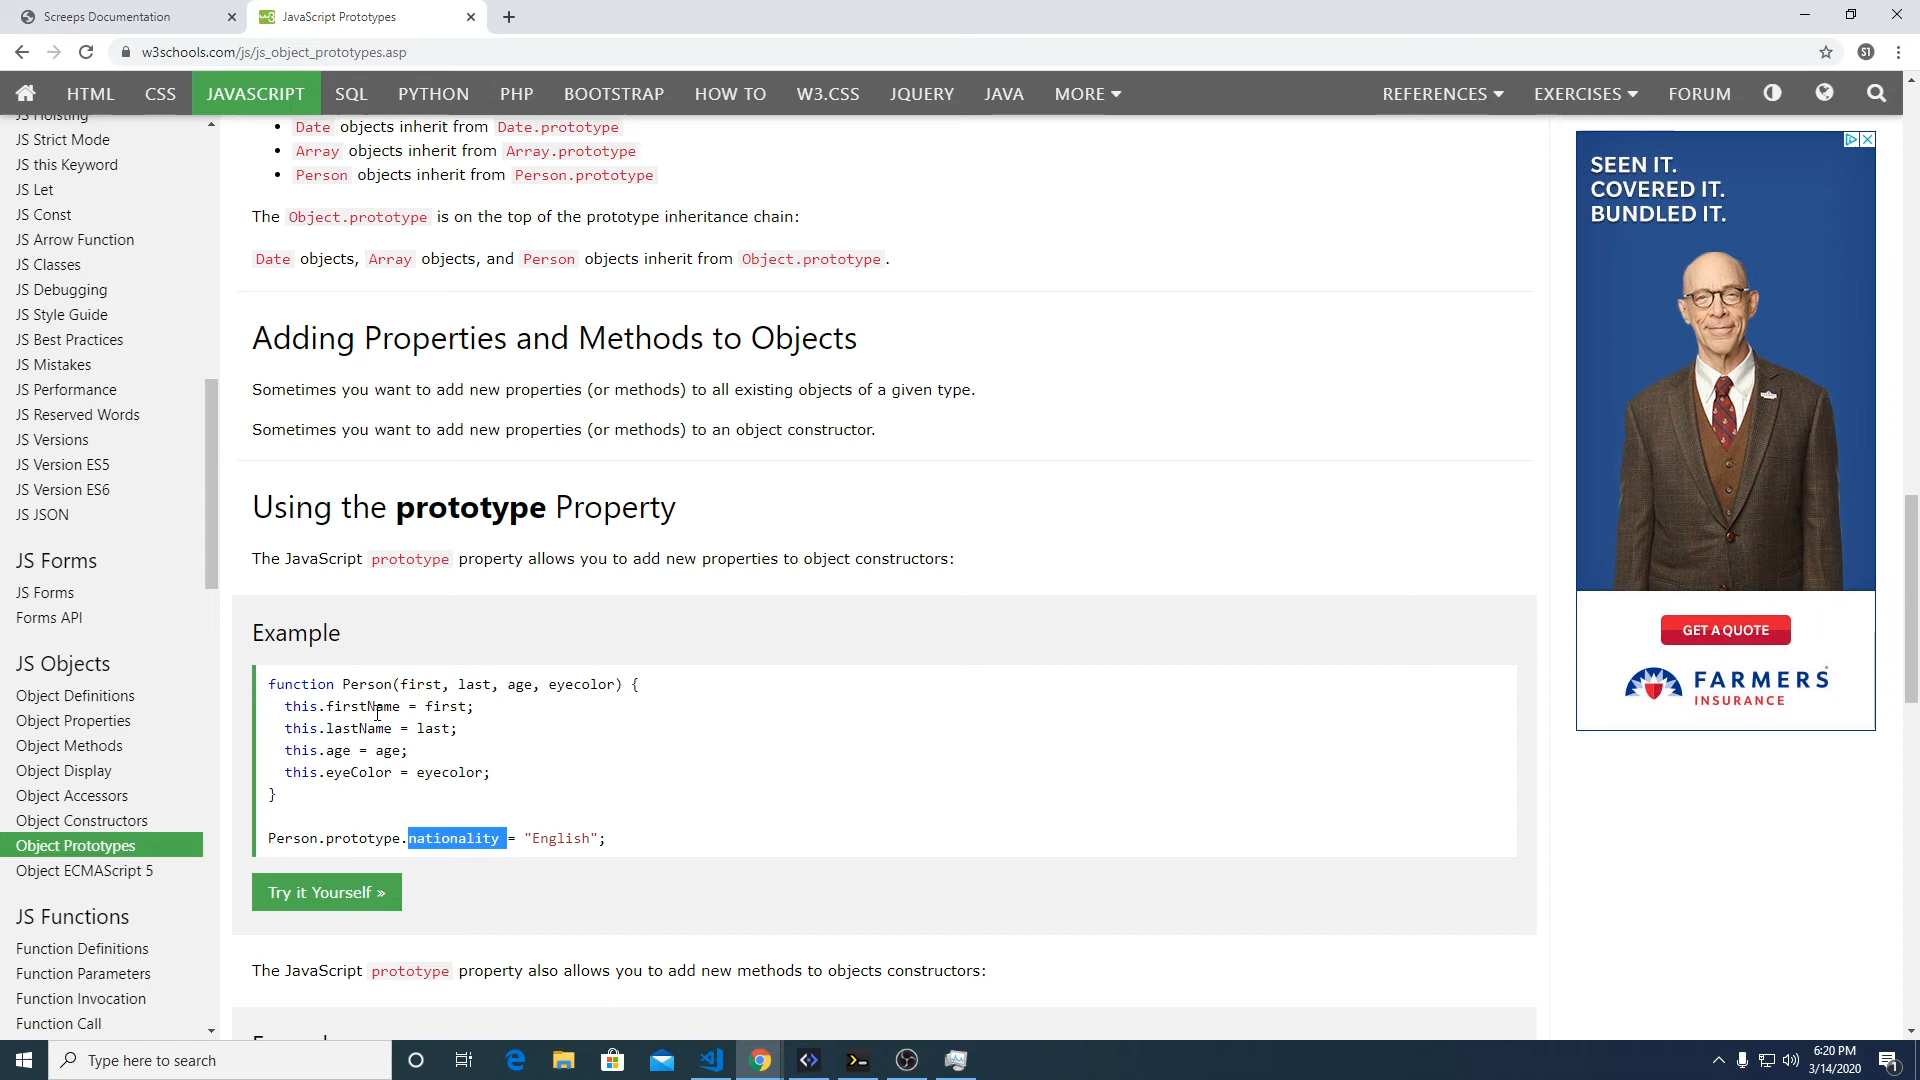 Screeps Documentation
JavaScript Prototypes
w3schools.com/js/js_object_prototypes.asp
S1
HTML CSS JAVASCRIPT SQL PYTHON PHP BOOTSTRAP HOW TO W3.CSS JQUERY JAVA MORE REFERENCES EXERCISES FORUM
JS Hoisting
JS Strict Mode
JS this Keyword
JS Let
JS Const
JS Arrow Function
JS Classes
JS Debugging
JS Style Guide
JS Best Practices
JS Mistakes
JS Performance
JS Reserved Words
JS Versions
JS Version ES5
JS Version ES6
JS JSON
JS Forms
JS Forms
Forms API
JS Objects
Object Definitions
Object Properties
Object Methods
Object Display
Object Accessors
Object Constructors
Object Prototypes
Object ECMAScript 5
JS Functions
Function Definitions
Function Parameters
Function Invocation
Function Call
Date objects inherit from Date.prototype
Array objects inherit from Array.prototype
Person objects inherit from Person.prototype
The Object.prototype is on the top of the prototype inheritance chain:
Date objects, Array objects, and Person objects inherit from Object.prototype.
Adding Properties and Methods to Objects
Sometimes you want to add new properties (or methods) to all existing objects of a given type.
Sometimes you want to add new properties (or methods) to an object constructor.
Using the prototype Property
The JavaScript prototype property allows you to add new properties to object constructors:
Example
function Person(first, last, age, eyecolor) {
this.firstName = first;
this.lastName = last;
this.age = age;
this.eyeColor = eyecolor;
}
Person.prototype.nationality = "English";
Try it Yourself »
The JavaScript prototype property also allows you to add new methods to objects constructors:
Example
SEEN IT.
COVERED IT.
BUNDLED IT.
GET A QUOTE
FARMERS
INSURANCE
Type here to search
6:20 PM
3/14/2020
1